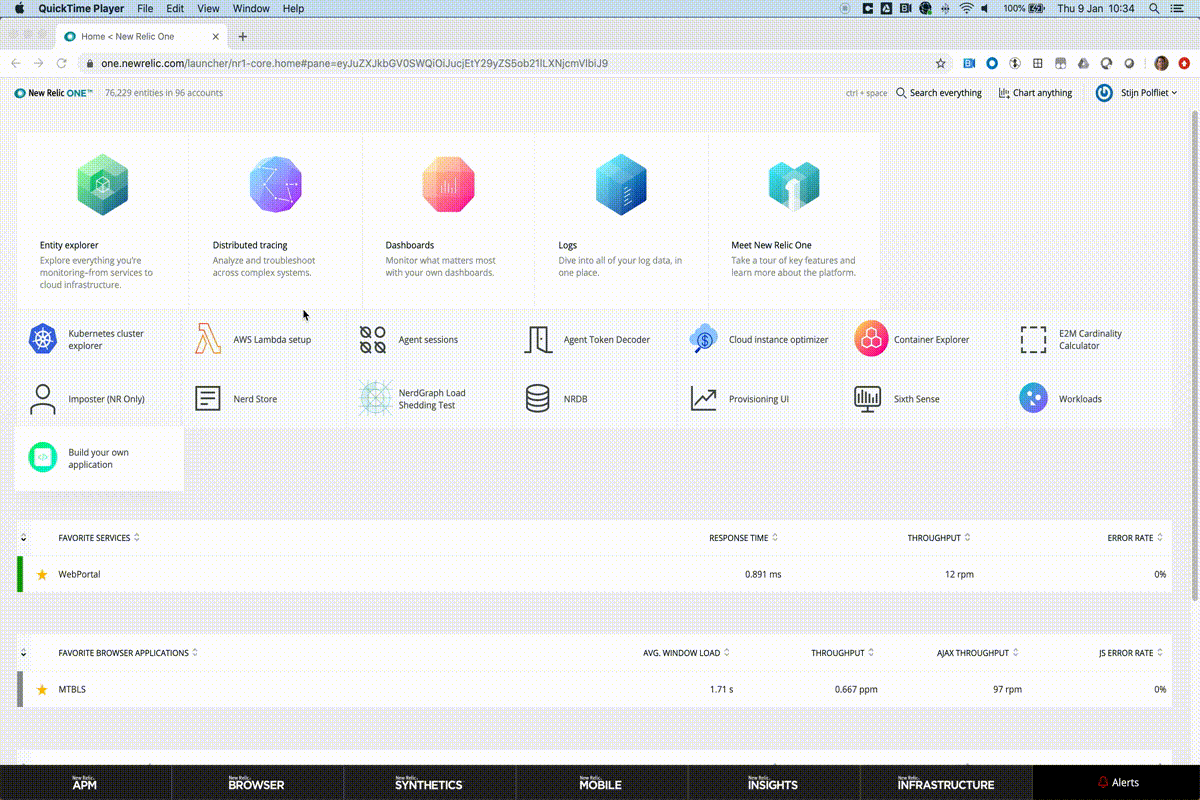 QuickTime Player File Edit View Window Help 100% Thu 9 Jan 10:34
Home < New Relic One
New Relic ONE™ 76,229 entities in 96 accounts ctrl + space Search everything Chart anything Stijn Polfliet
Entity explorer
Explore everything you're
monitoring–from services to
cloud infrastructure.
Distributed tracing
Analyze and troubleshoot
across complex systems.
Dashboards
Monitor what matters most
with your own dashboards.
Logs
Dive into all of your log data, in
one place.
Meet New Relic One
Take a tour of key features and
learn more about the platform.
Kubernetes cluster
explorer
AWS Lambda setup
Agent sessions
Agent Token Decoder
Cloud instance optimizer
Container Explorer
E2M Cardinality
Calculator
Imposter (NR Only)
Nerd Store
NerdGraph Load
Shedding Test
NRDB
Provisioning UI
Sixth Sense
Workloads
Build your own
application
FAVORITE SERVICES RESPONSE TIME THROUGHPUT ERROR RATE
WebPortal 0.891 ms 12 rpm 0%
FAVORITE BROWSER APPLICATIONS AVG. WINDOW LOAD THROUGHPUT AJAX THROUGHPUT JS ERROR RATE
MTBLS 1.71 s 0.667 ppm 97 rpm 0%
New Relic. APM
New Relic. BROWSER
New Relic. SYNTHETICS
New Relic. MOBILE
New Relic. INSIGHTS
New Relic. INFRASTRUCTURE
Alerts